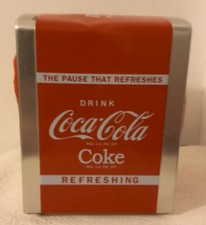 THE PAUSE THAT REFRESHES
DRINK
Coca-Cola
Coke
REFRESHING